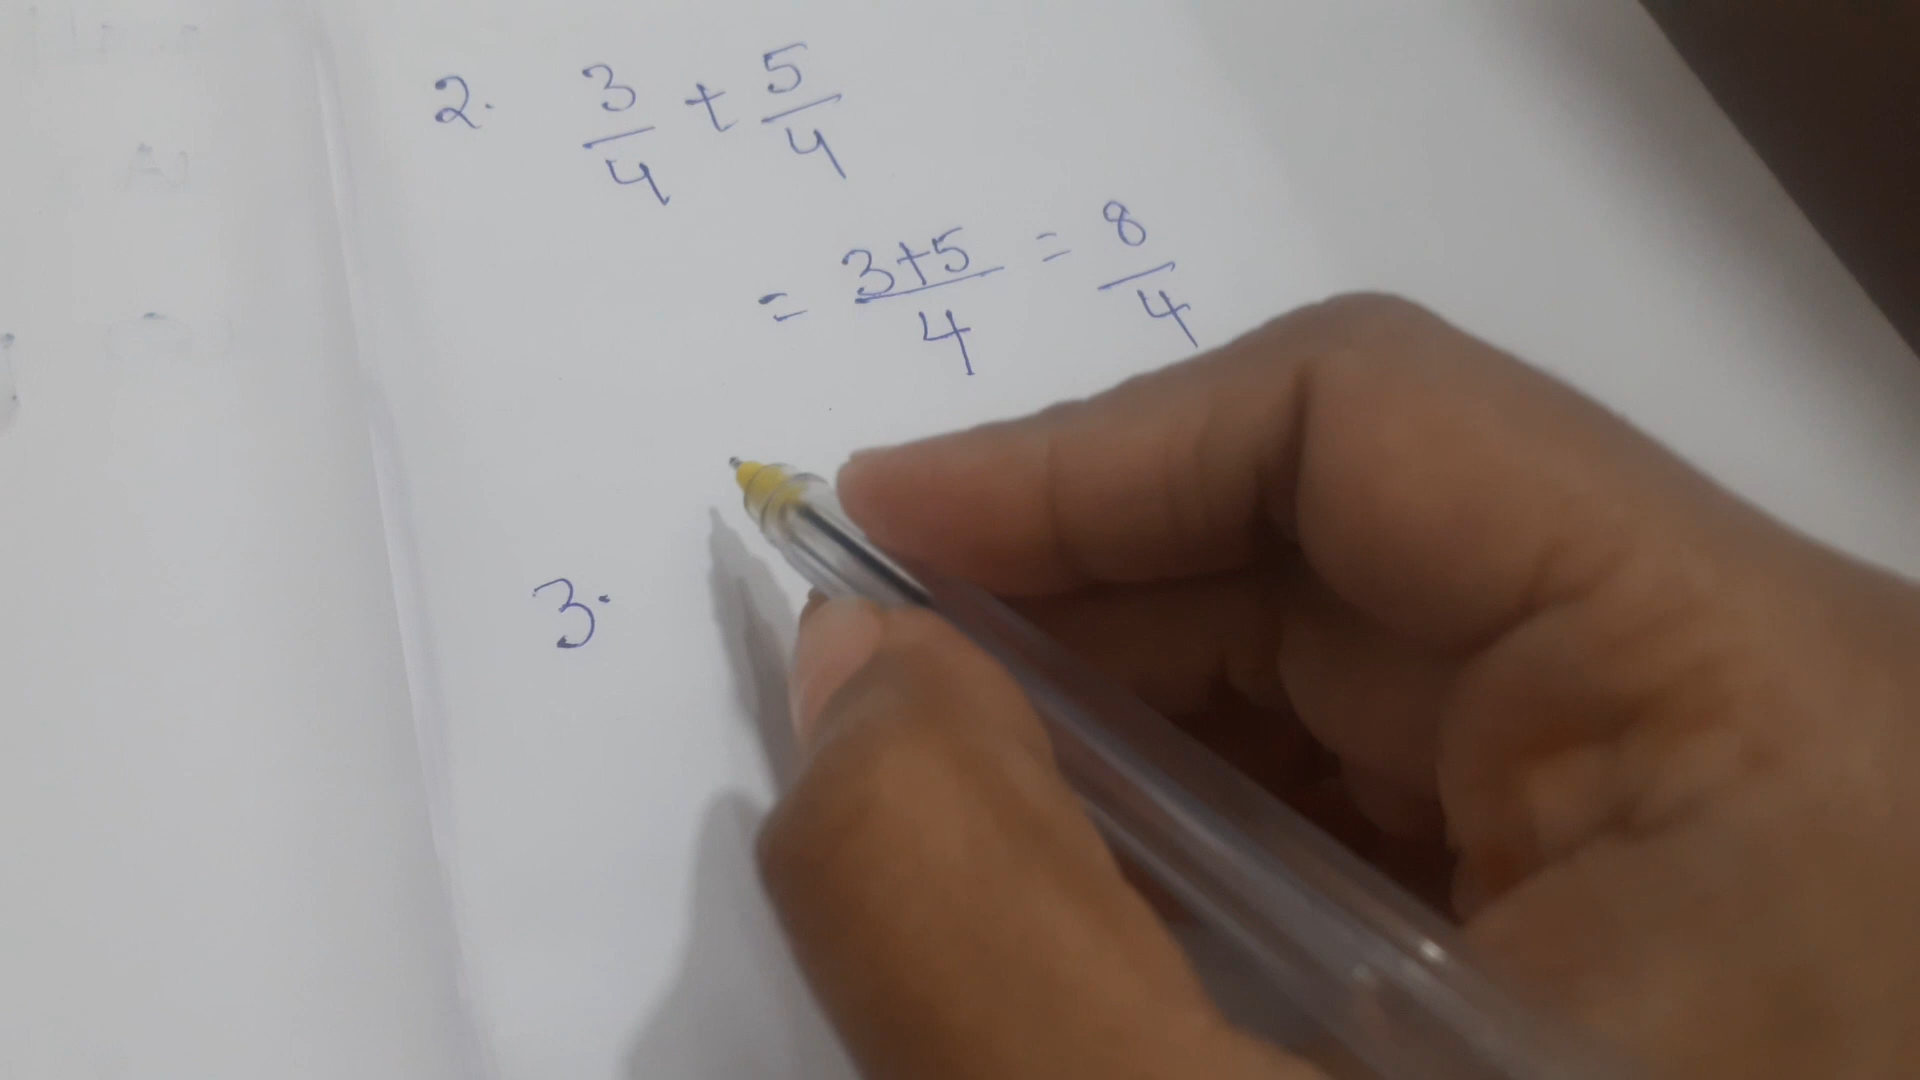 2. 3/4 + 5/4
= 3+5/4 = 8/4
3.